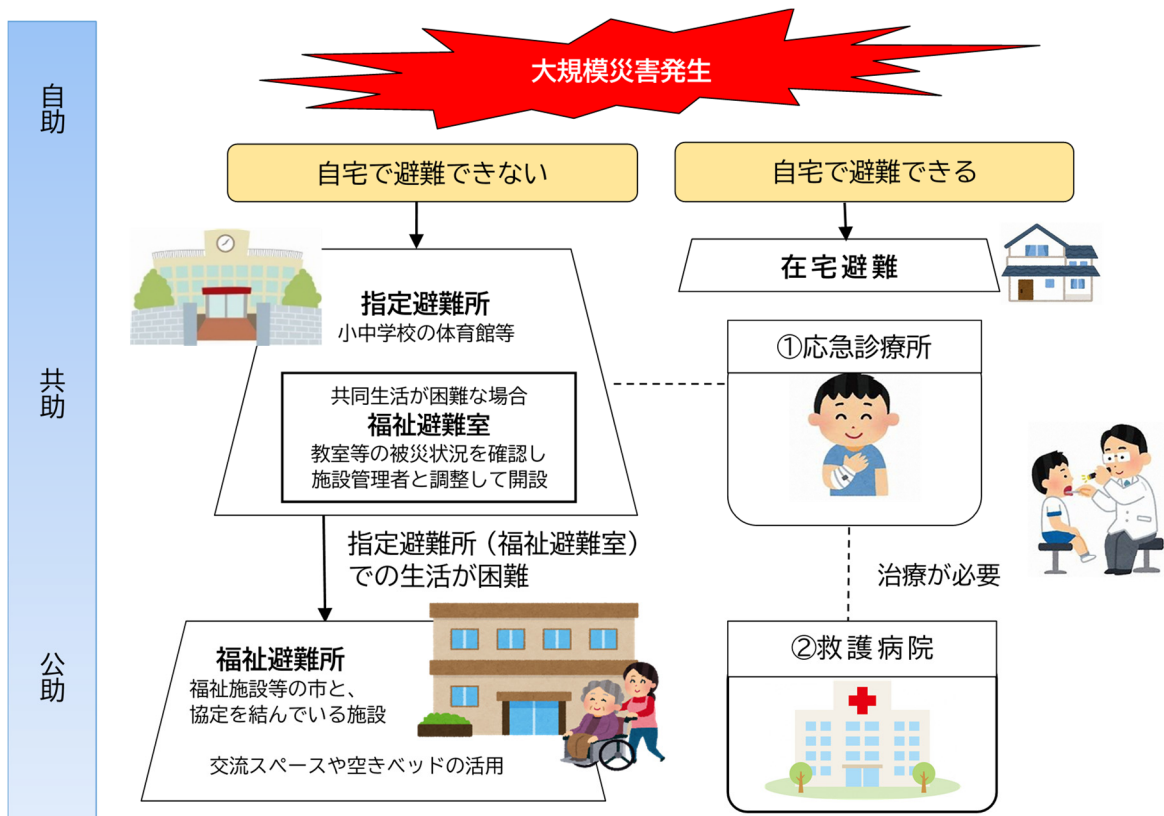 大規模災害発生
自助
共助
公助
自宅で避難できない
自宅で避難できる
指定避難所
小中学校の体育館等
共同生活が困難な場合
福祉避難室
教室等の被災状況を確認し
施設管理者と調整して開設
指定避難所（福祉避難室）
での生活が困難
福祉避難所
福祉施設等の市と、
協定を結んでいる施設
交流スペースや空きベッドの活用
在宅避難
①応急診療所
治療が必要
②救護病院